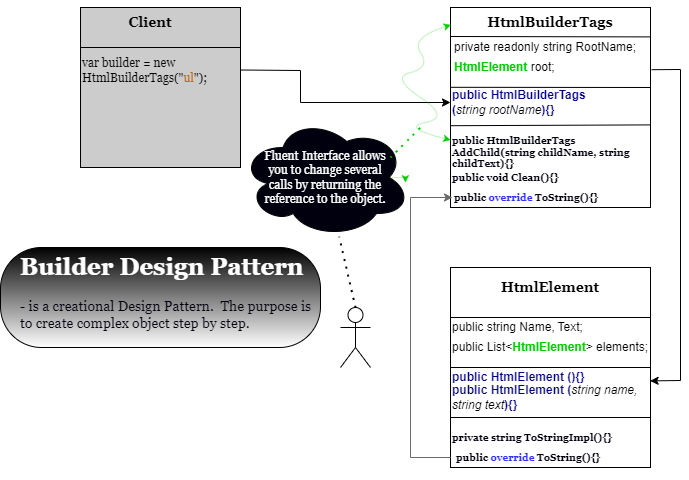 Client
var builder = new
HtmlBuilderTags("ul");
HtmlBuilderTags
private readonly string RootName;
HtmlElement root;
public HtmlBuilderTags
(string rootName){}
public HtmlBuilderTags
AddChild(string childName, string
childText){}
public void Clean(){}
public override ToString(){}
Fluent Interface allows
you to change several
calls by returning the
reference to the object.
Builder Design Pattern
- is a creational Design Pattern. The purpose is
to create complex object step by step.
HtmlElement
public string Name, Text;
public List<HtmlElement> elements;
public HtmlElement (){}
public HtmlElement (string name,
string text){}
private string ToStringImpl(){}
public override ToString(){}